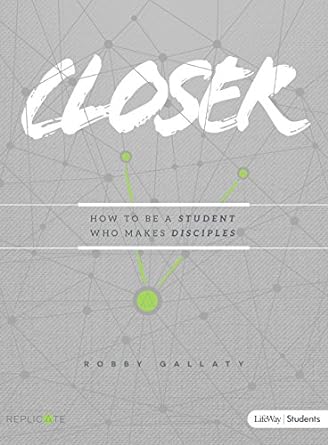 CLOSER
HOW TO BE A STUDENT
WHO MAKES DISCIPLES
ROBBY GALLATY
REPLICATE
LifeWay | Students